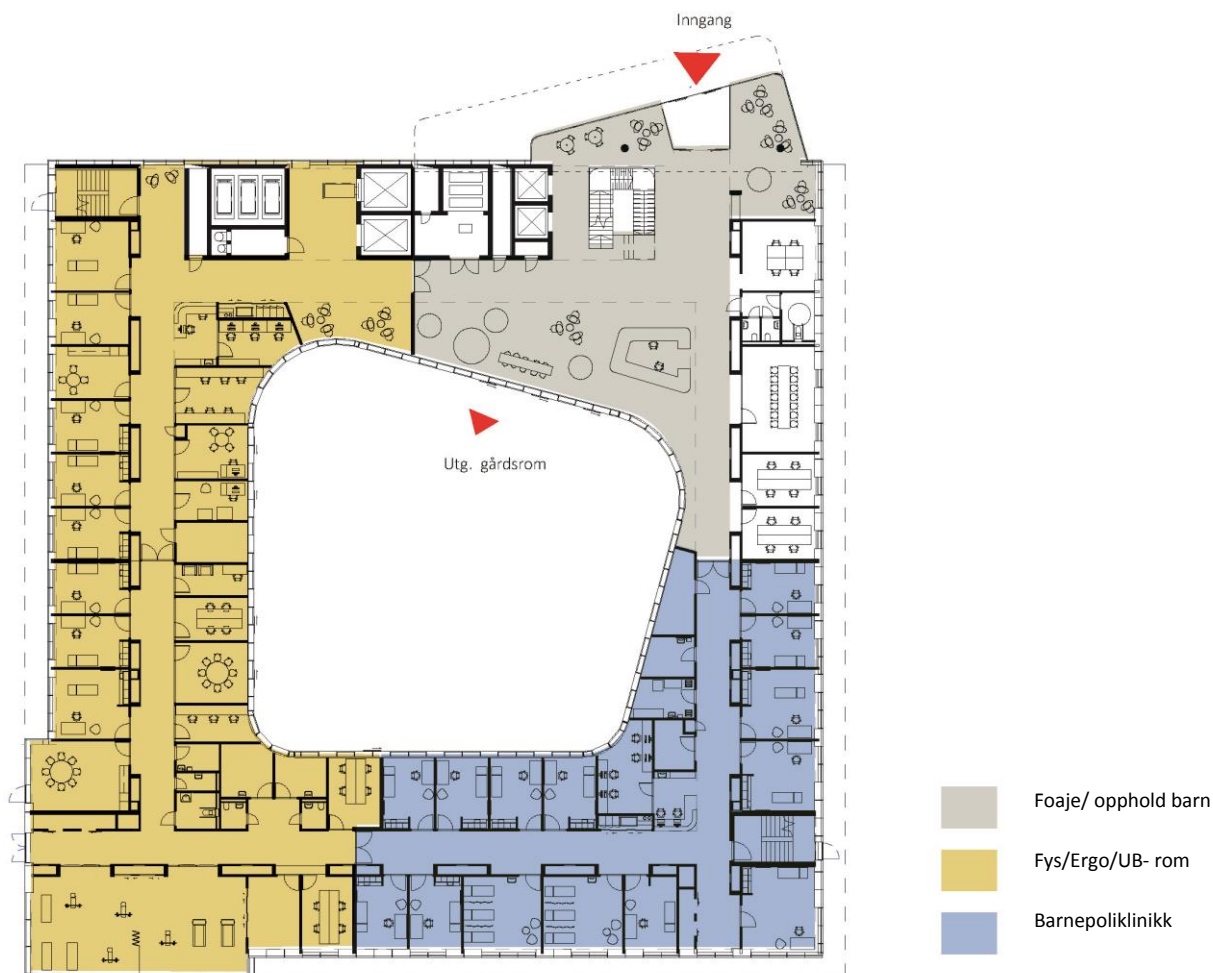 Inngang
Utg. gårdsrom
Foaje/ opphold barn
Fys/Ergo/UB- rom
Barnepoliklinikk